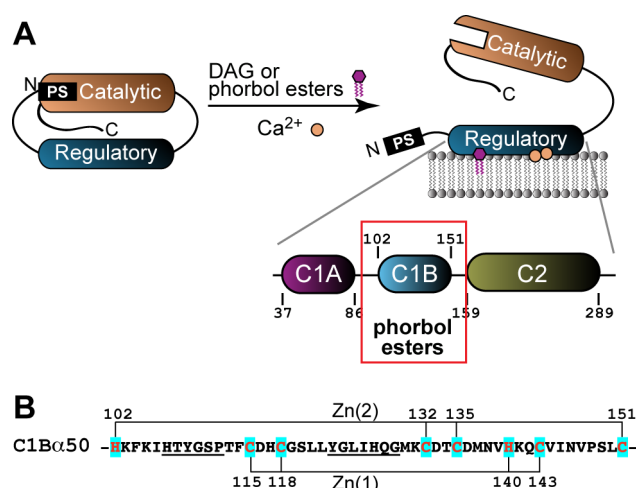 A
N PS Catalytic
C
Regulatory
DAG or
phorbol esters
Ca2+
Catalytic
C
N PS Regulatory
102 151
C1A C1B C2
37 86 159 289
phorbol
esters
B
102 Zn(2) 132 135 151
C1Bα50 –HKFKIHTYGSPTFCDHCGSLLYGLIHQGMKCDTCDMNVHKQCVINVPSLC–
115 118 Zn(1) 140 143